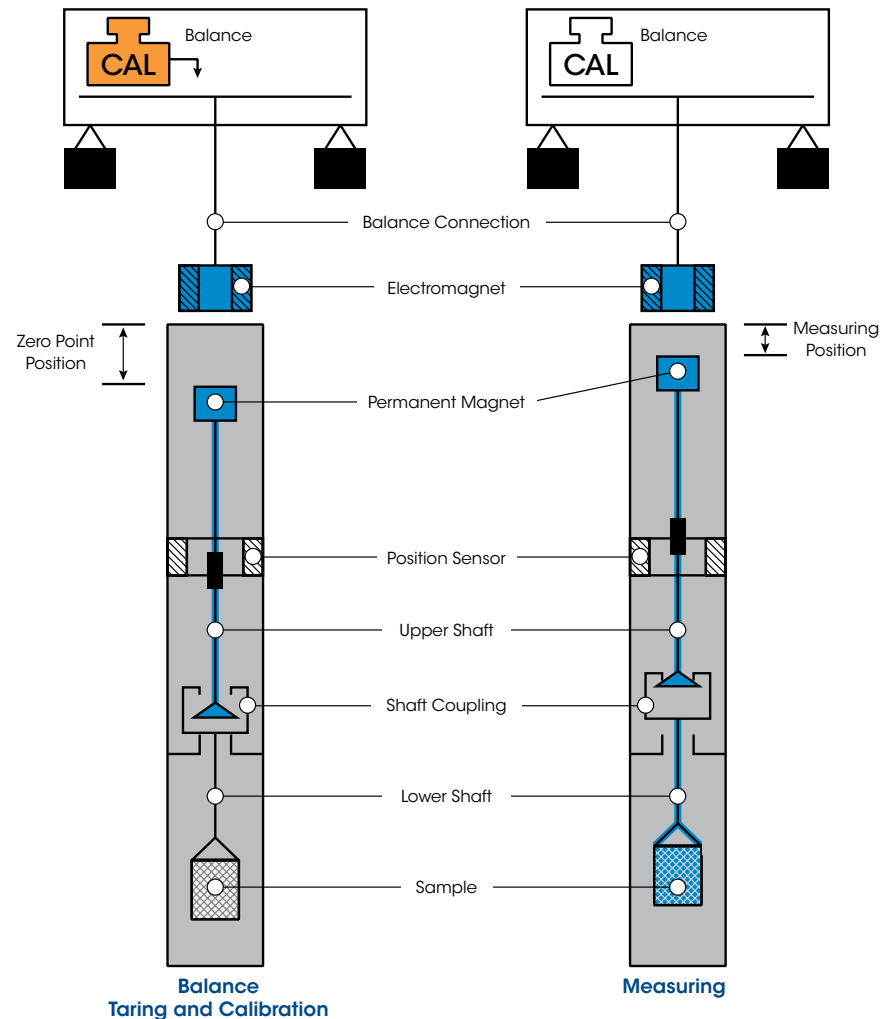 CAL
Balance
CAL
Balance
Balance Connection
Electromagnet
Zero Point
Position
Measuring
Position
Permanent Magnet
Position Sensor
Upper Shaft
Shaft Coupling
Lower Shaft
Sample
Balance
Taring and Calibration
Measuring